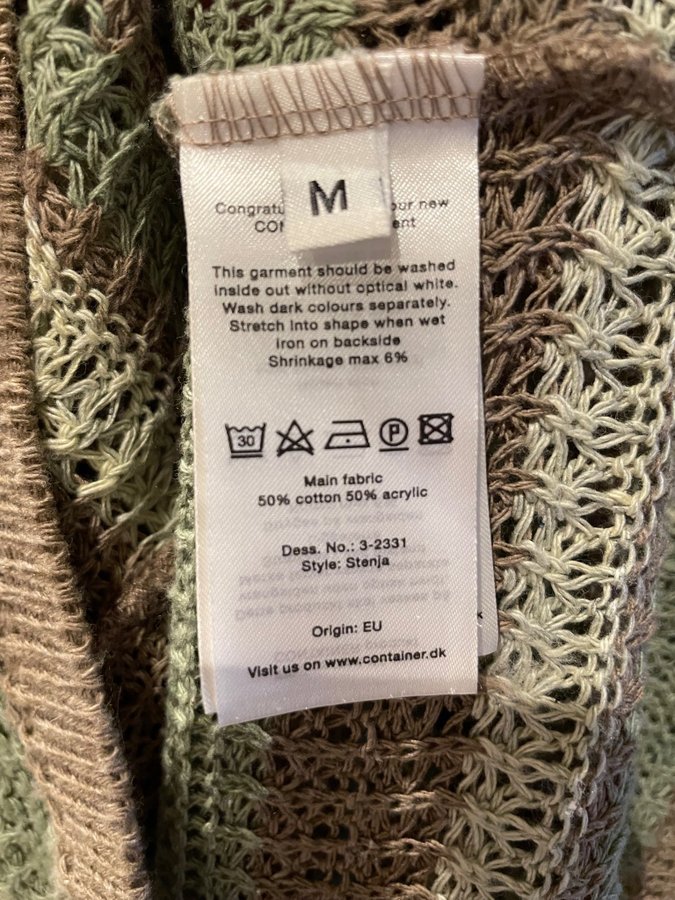 M
Congratu our new
CON ent
This garment should be washed
inside out without optical white.
Wash dark colours separately.
Stretch into shape when wet
iron on backside
Shrinkage max 6%
30 P
Main fabric
50% cotton 50% acrylic
Dess. No.: 3-2331
Style: Stenja
Origin: EU
Visit us on www.container.dk